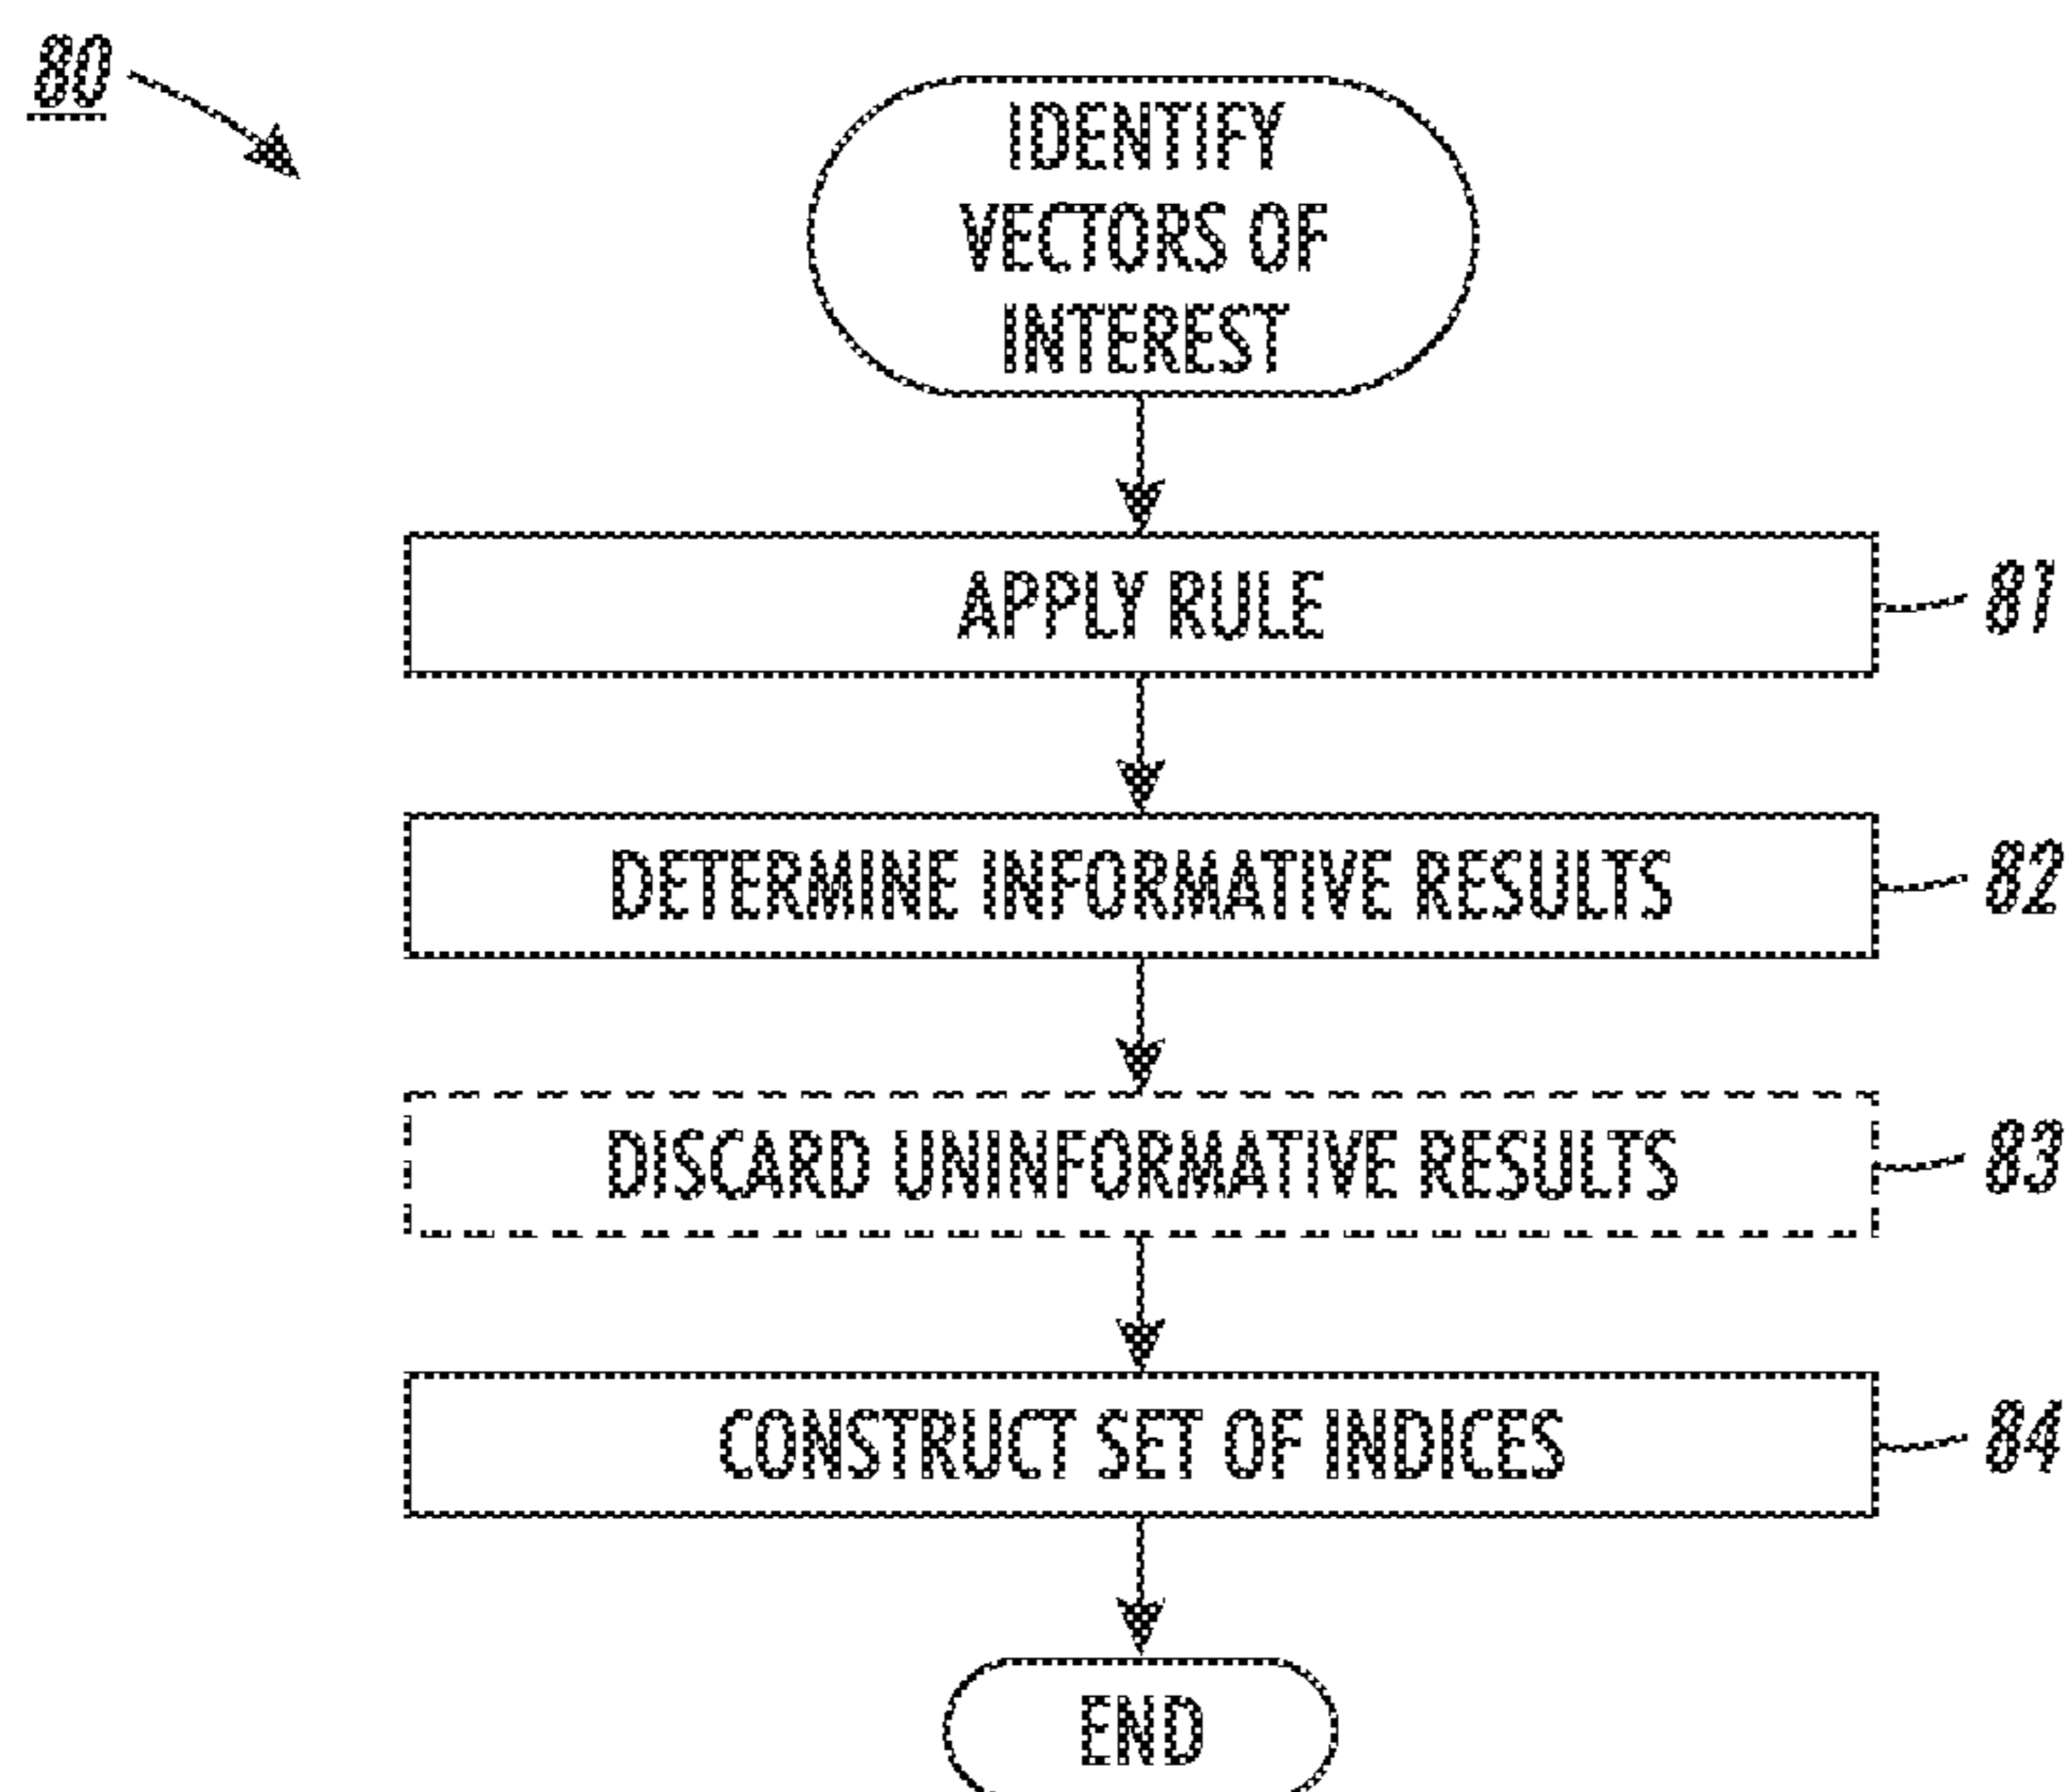 80
IDENTIFY
VECTORS OF
INTEREST
APPLY RULE
81
DETERMINE INFORMATIVE RESULTS
82
DISCARD UNINFORMATIVE RESULTS
83
CONSTRUCT SET OF INDICES
84
END